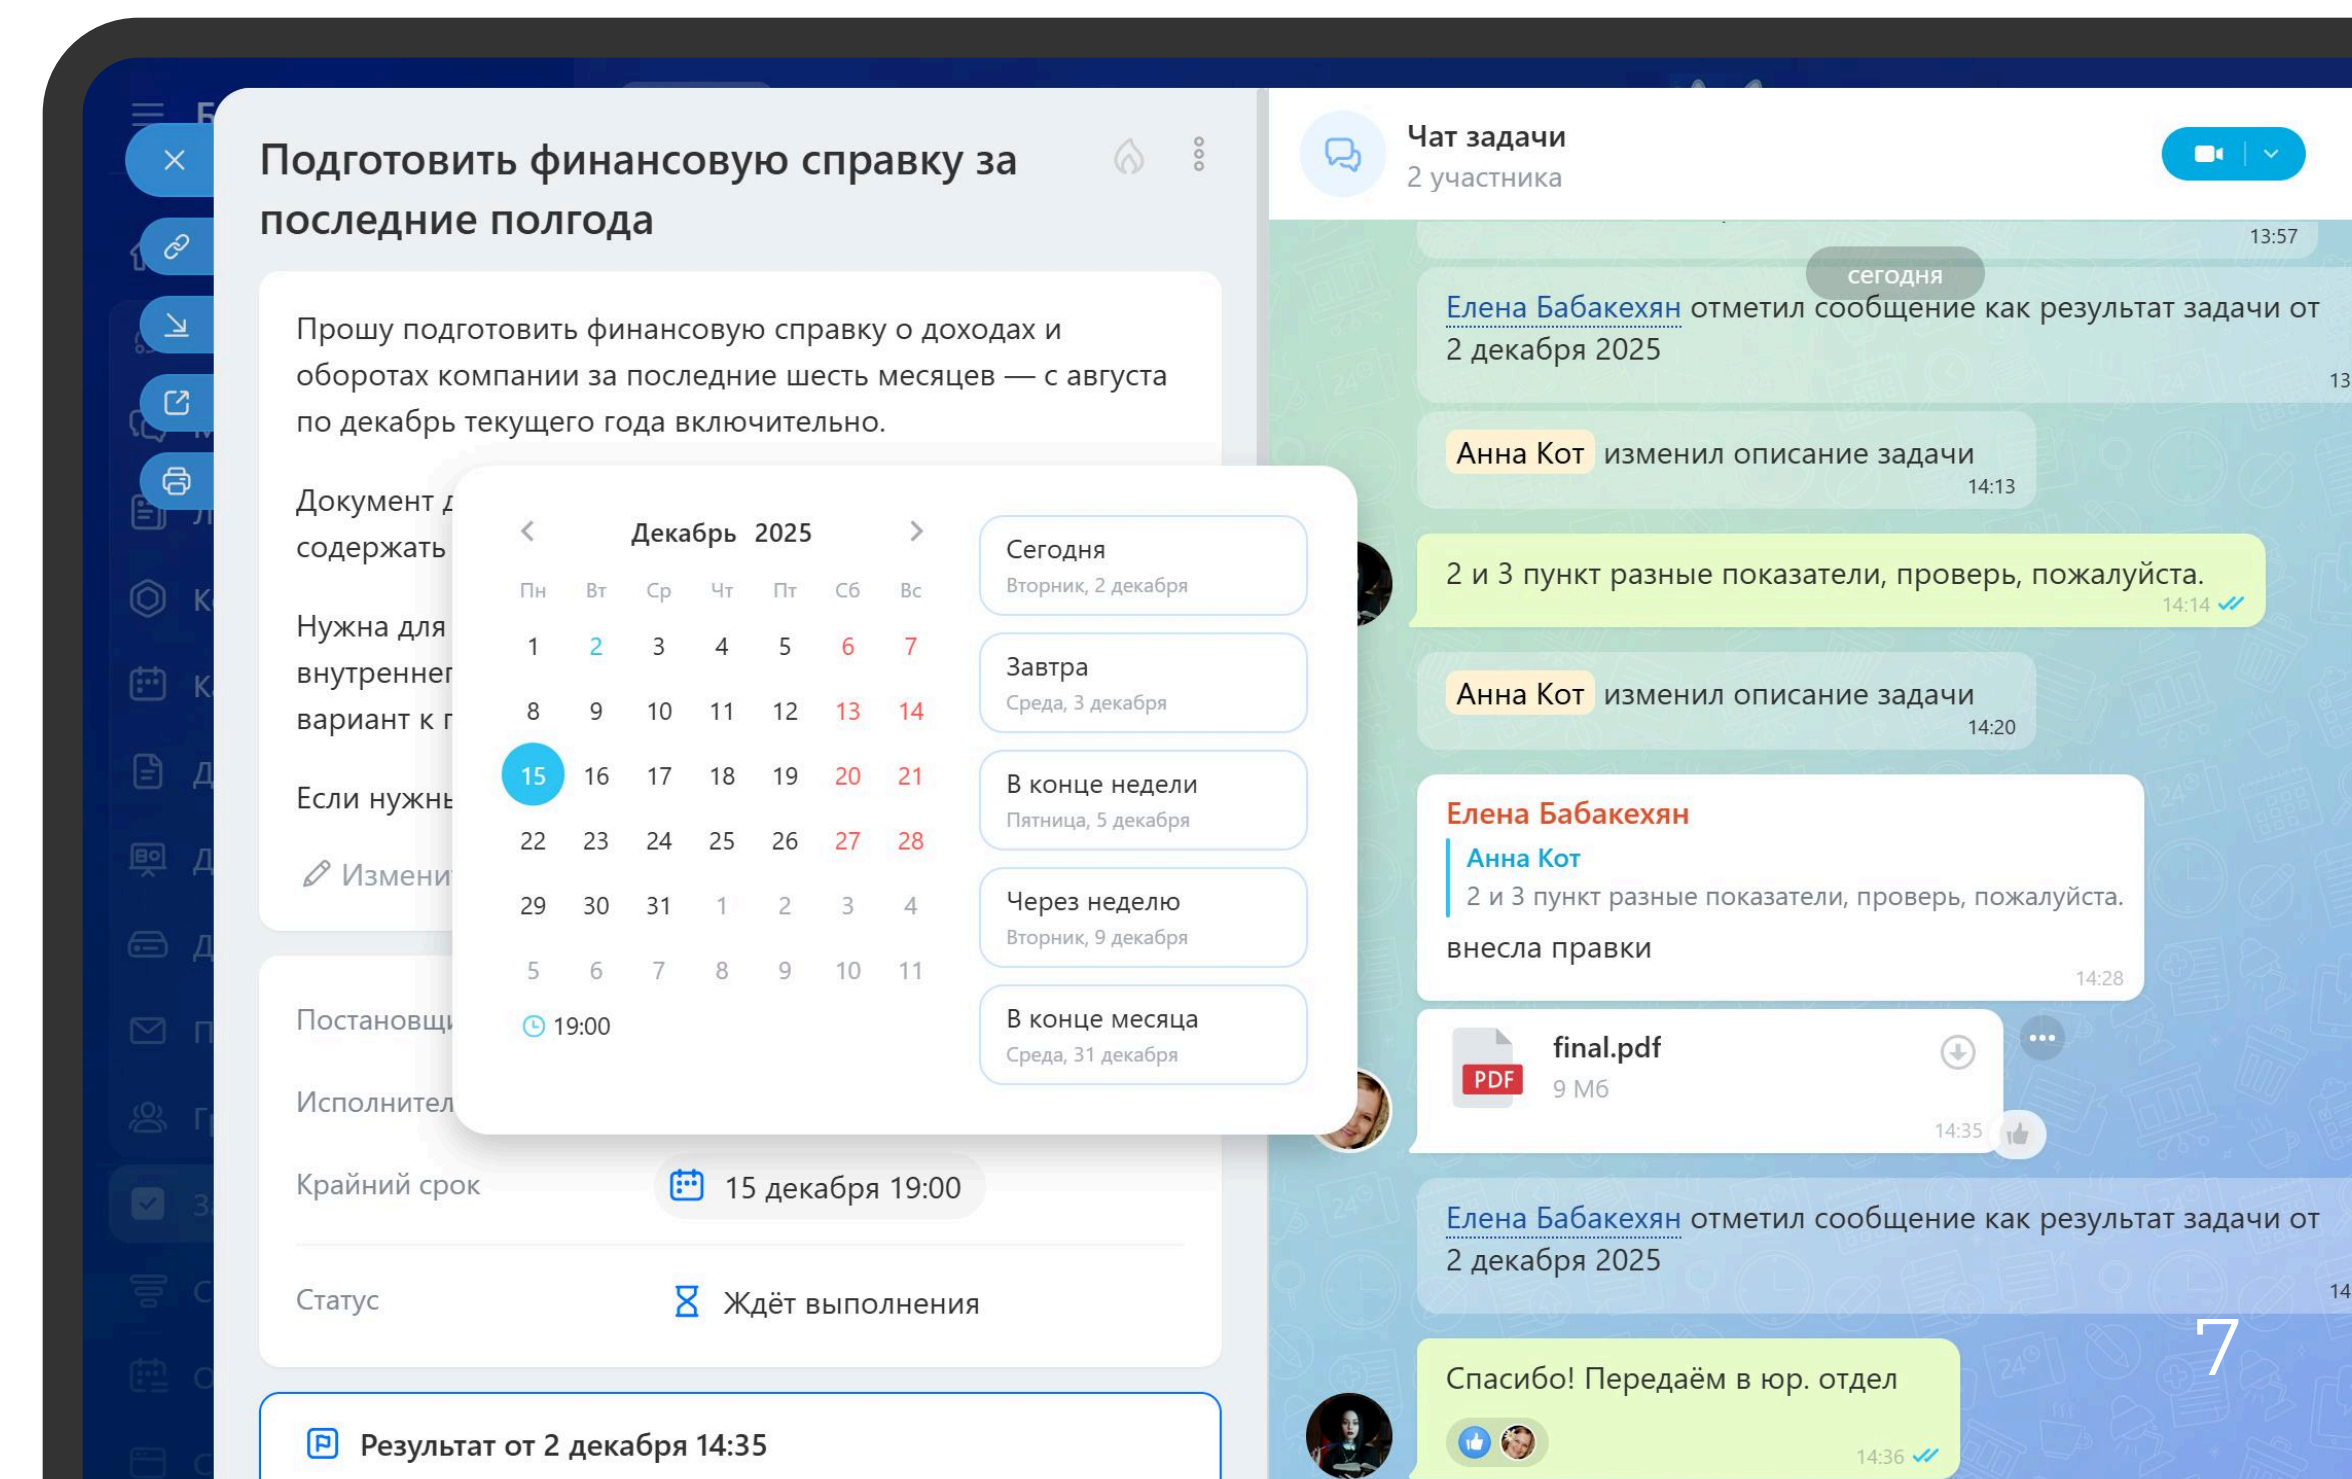 Подготовить финансовую справку за
последние полгода
Прошу подготовить финансовую справку о доходах и
оборотах компании за последние шесть месяцев — с августа
по декабрь текущего года включительно.
Документ
содержать
Нужна для
вариант к
Если
Постановщи
Исполнител
Крайний срок
15 декабря 19:00
Статус
Ждёт выполнения
Результат от 2 декабря 14:35
Декабрь 2025
Пн Вт Ср Чт Пт Сб Вс
1 2 3 4 5 6 7
8 9 10 11 12 13 14
15 16 17 18 19 20 21
22 23 24 25 26 27 28
29 30 31 1 2 3 4
5 6 7 8 9 10 11
19:00
Сегодня
Вторник, 2 декабря
Завтра
Среда, 3 декабря
В конце недели
Пятница, 5 декабря
Через неделю
Вторник, 9 декабря
В конце месяца
Среда, 31 декабря
Чат задачи
2 участника
13:57
сегодня
Елена Бабакехян отметил сообщение как результат задачи от
2 декабря 2025
13
Анна Кот изменил описание задачи
14:13
2 и 3 пункт разные показатели, проверь, пожалуйста.
14:14
Анна Кот изменил описание задачи
14:20
Елена Бабакехян
Анна Кот
2 и 3 пункт разные показатели, проверь, пожалуйста.
внесла правки
14:28
PDF
final.pdf
9 Мб
14:35
Елена Бабакехян отметил сообщение как результат задачи от
2 декабря 2025
14
Спасибо! Передаём в юр. отдел
14:36
7